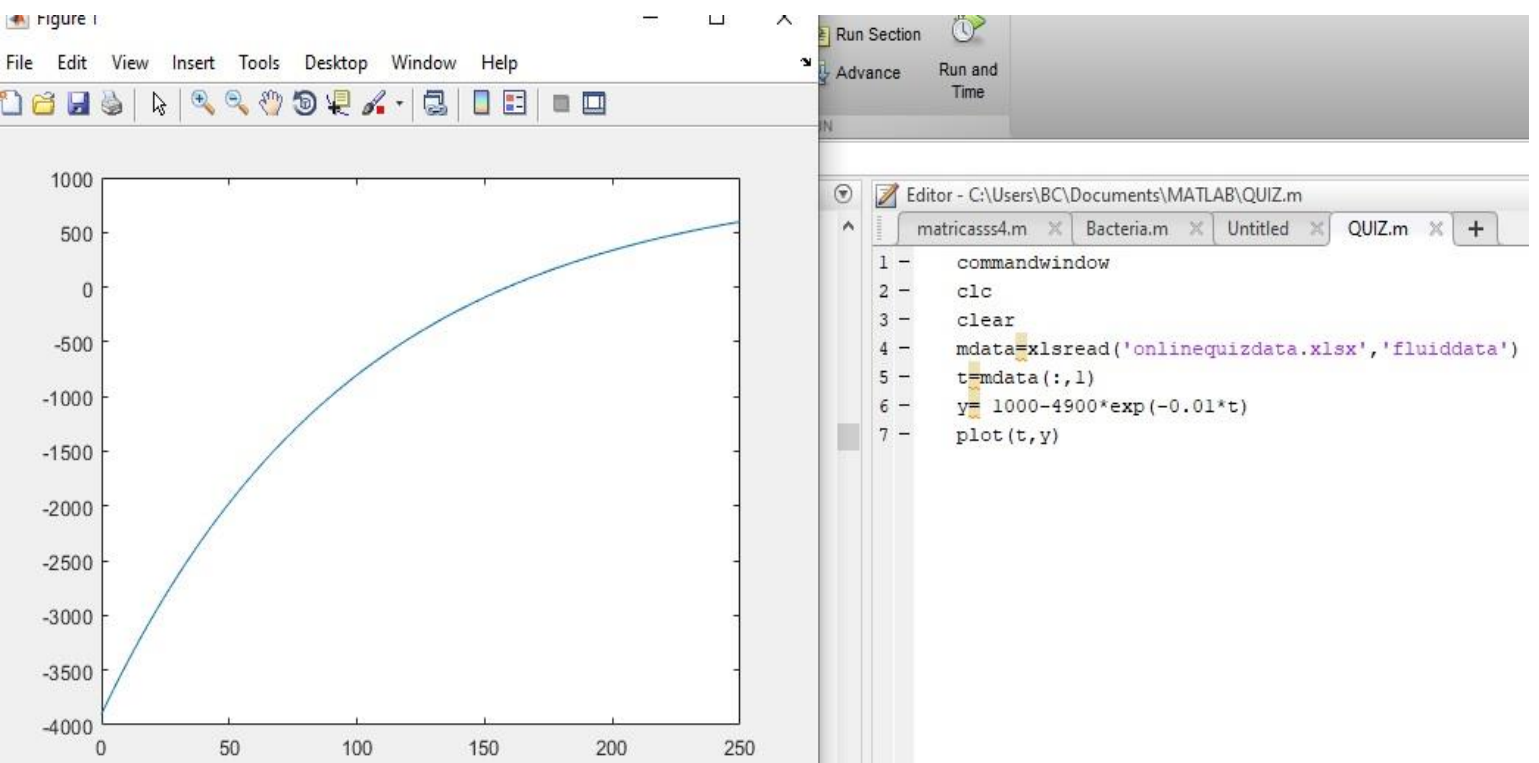 Figure 1
File Edit View Insert Tools Desktop Window Help
1000
500
0
-500
-1000
-1500
-2000
-2500
-3000
-3500
-4000
0 50 100 150 200 250
Run Section
Advance
Run and
Time
Editor - C:\Users\BC\Documents\MATLAB\QUIZ.m
matricasss4.m Bacteria.m Untitled QUIZ.m +
1 - commandwindow
2 - clc
3 - clear
4 - mdata=xlsread('onlinequizdata.xlsx','fluiddata')
5 - t=mdata(:,1)
6 - y= 1000-4900*exp(-0.01*t)
7 - plot(t,y)